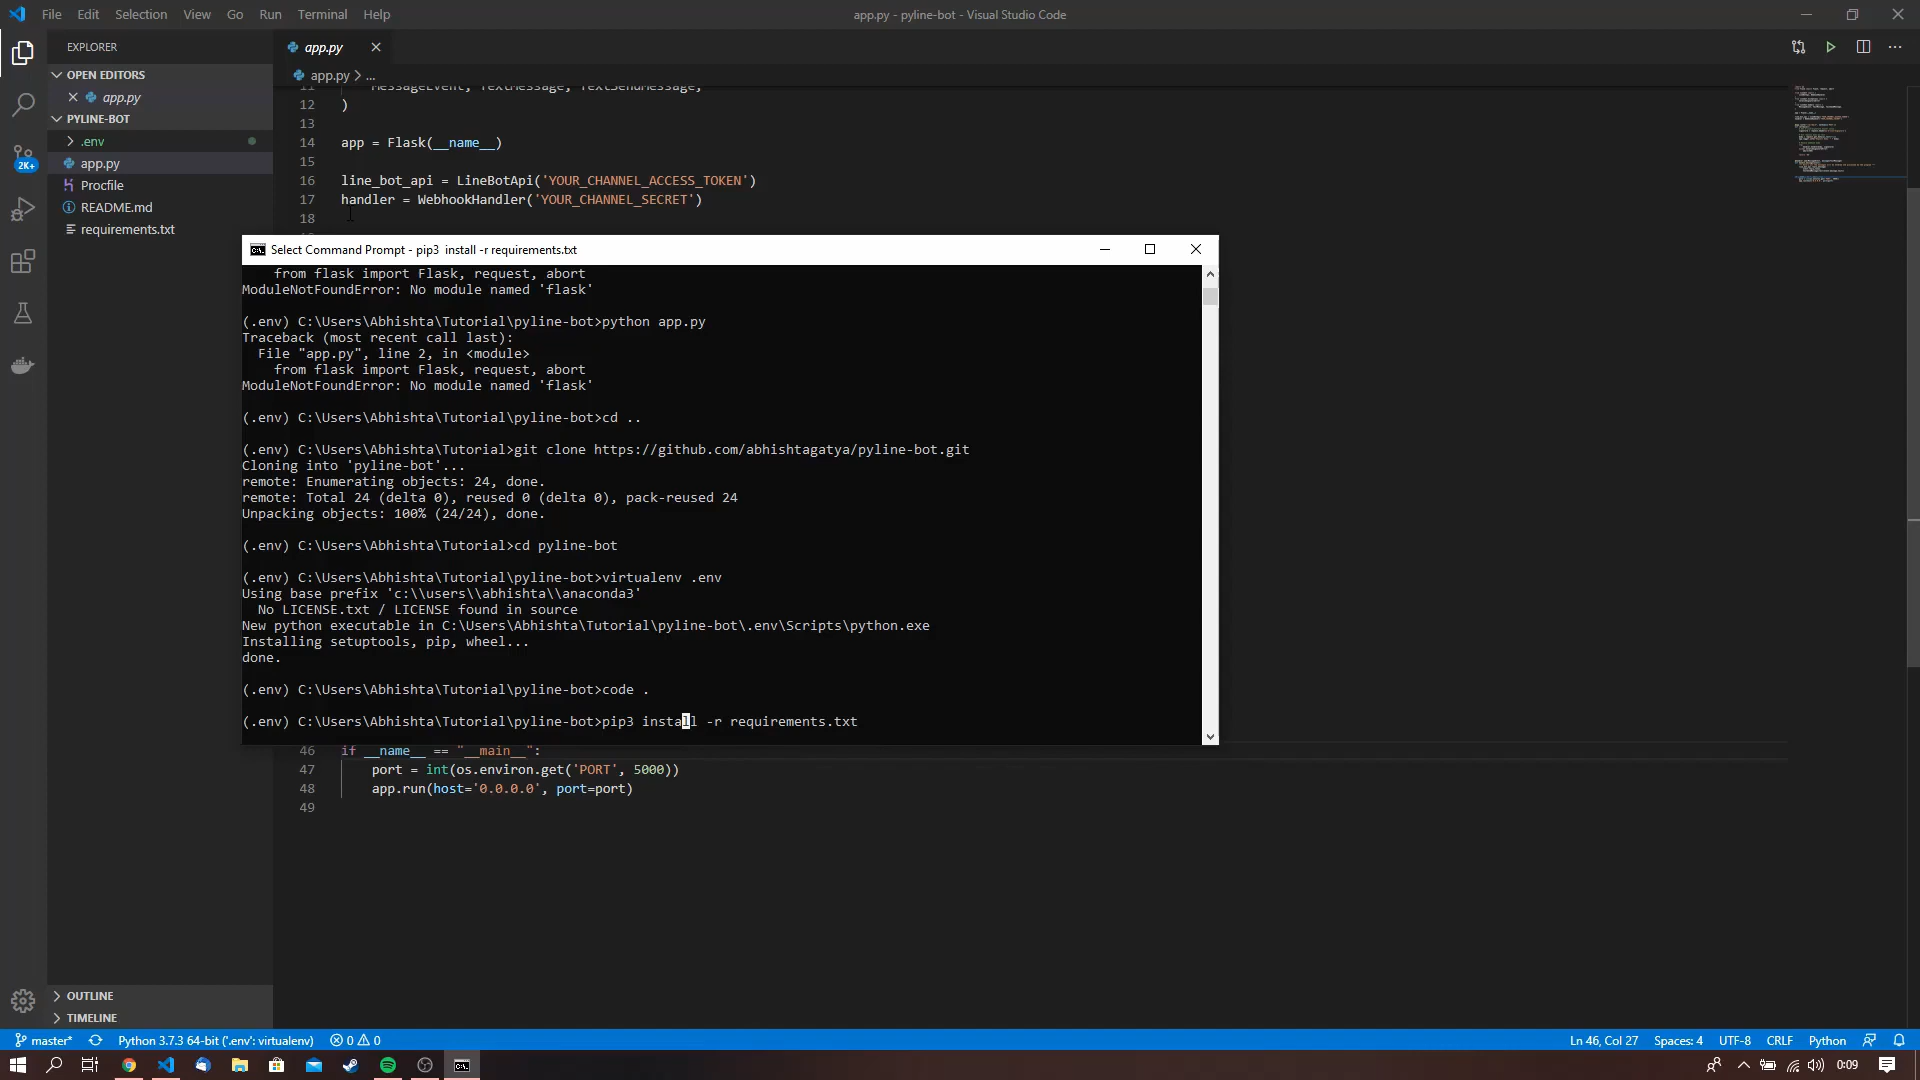 File Edit Selection View Go Run Terminal Help
app.py - pyline-bot - Visual Studio Code
EXPLORER
OPEN EDITORS
app.py
PYLINE-BOT
.env
app.py
Procfile
README.md
requirements.txt
2K+
OUTLINE
TIMELINE
app.py
app.py > ...
11 MessageEvent, TextMessage, TextSendMessage,
12 )
13
14 app = Flask(__name__)
15
16 line_bot_api = LineBotApi('YOUR_CHANNEL_ACCESS_TOKEN')
17 handler = WebhookHandler('YOUR_CHANNEL_SECRET')
18
Select Command Prompt - pip3 install -r requirements.txt
from flask import Flask, request, abort
ModuleNotFoundError: No module named 'flask'
(.env) C:\Users\Abhishta\Tutorial\pyline-bot>python app.py
Traceback (most recent call last):
File "app.py", line 2, in <module>
from flask import Flask, request, abort
ModuleNotFoundError: No module named 'flask'
(.env) C:\Users\Abhishta\Tutorial\pyline-bot>cd ..
(.env) C:\Users\Abhishta\Tutorial>git clone https://github.com/abhishtagatya/pyline-bot.git
Cloning into 'pyline-bot'...
remote: Enumerating objects: 24, done.
remote: Total 24 (delta 0), reused 0 (delta 0), pack-reused 24
Unpacking objects: 100% (24/24), done.
(.env) C:\Users\Abhishta\Tutorial>cd pyline-bot
(.env) C:\Users\Abhishta\Tutorial\pyline-bot>virtualenv .env
Using base prefix 'c:\\users\\abhishta\\anaconda3'
No LICENSE.txt / LICENSE found in source
New python executable in C:\Users\Abhishta\Tutorial\pyline-bot\.env\Scripts\python.exe
Installing setuptools, pip, wheel...
done.
(.env) C:\Users\Abhishta\Tutorial\pyline-bot>code .
(.env) C:\Users\Abhishta\Tutorial\pyline-bot>pip3 install -r requirements.txt
46 if __name__ == "__main__":
47 port = int(os.environ.get('PORT', 5000))
48 app.run(host='0.0.0.0', port=port)
49
master* Python 3.7.3 64-bit ('.env': virtualenv) 0 0 Ln 46, Col 27 Spaces: 4 UTF-8 CRLF Python
0:09